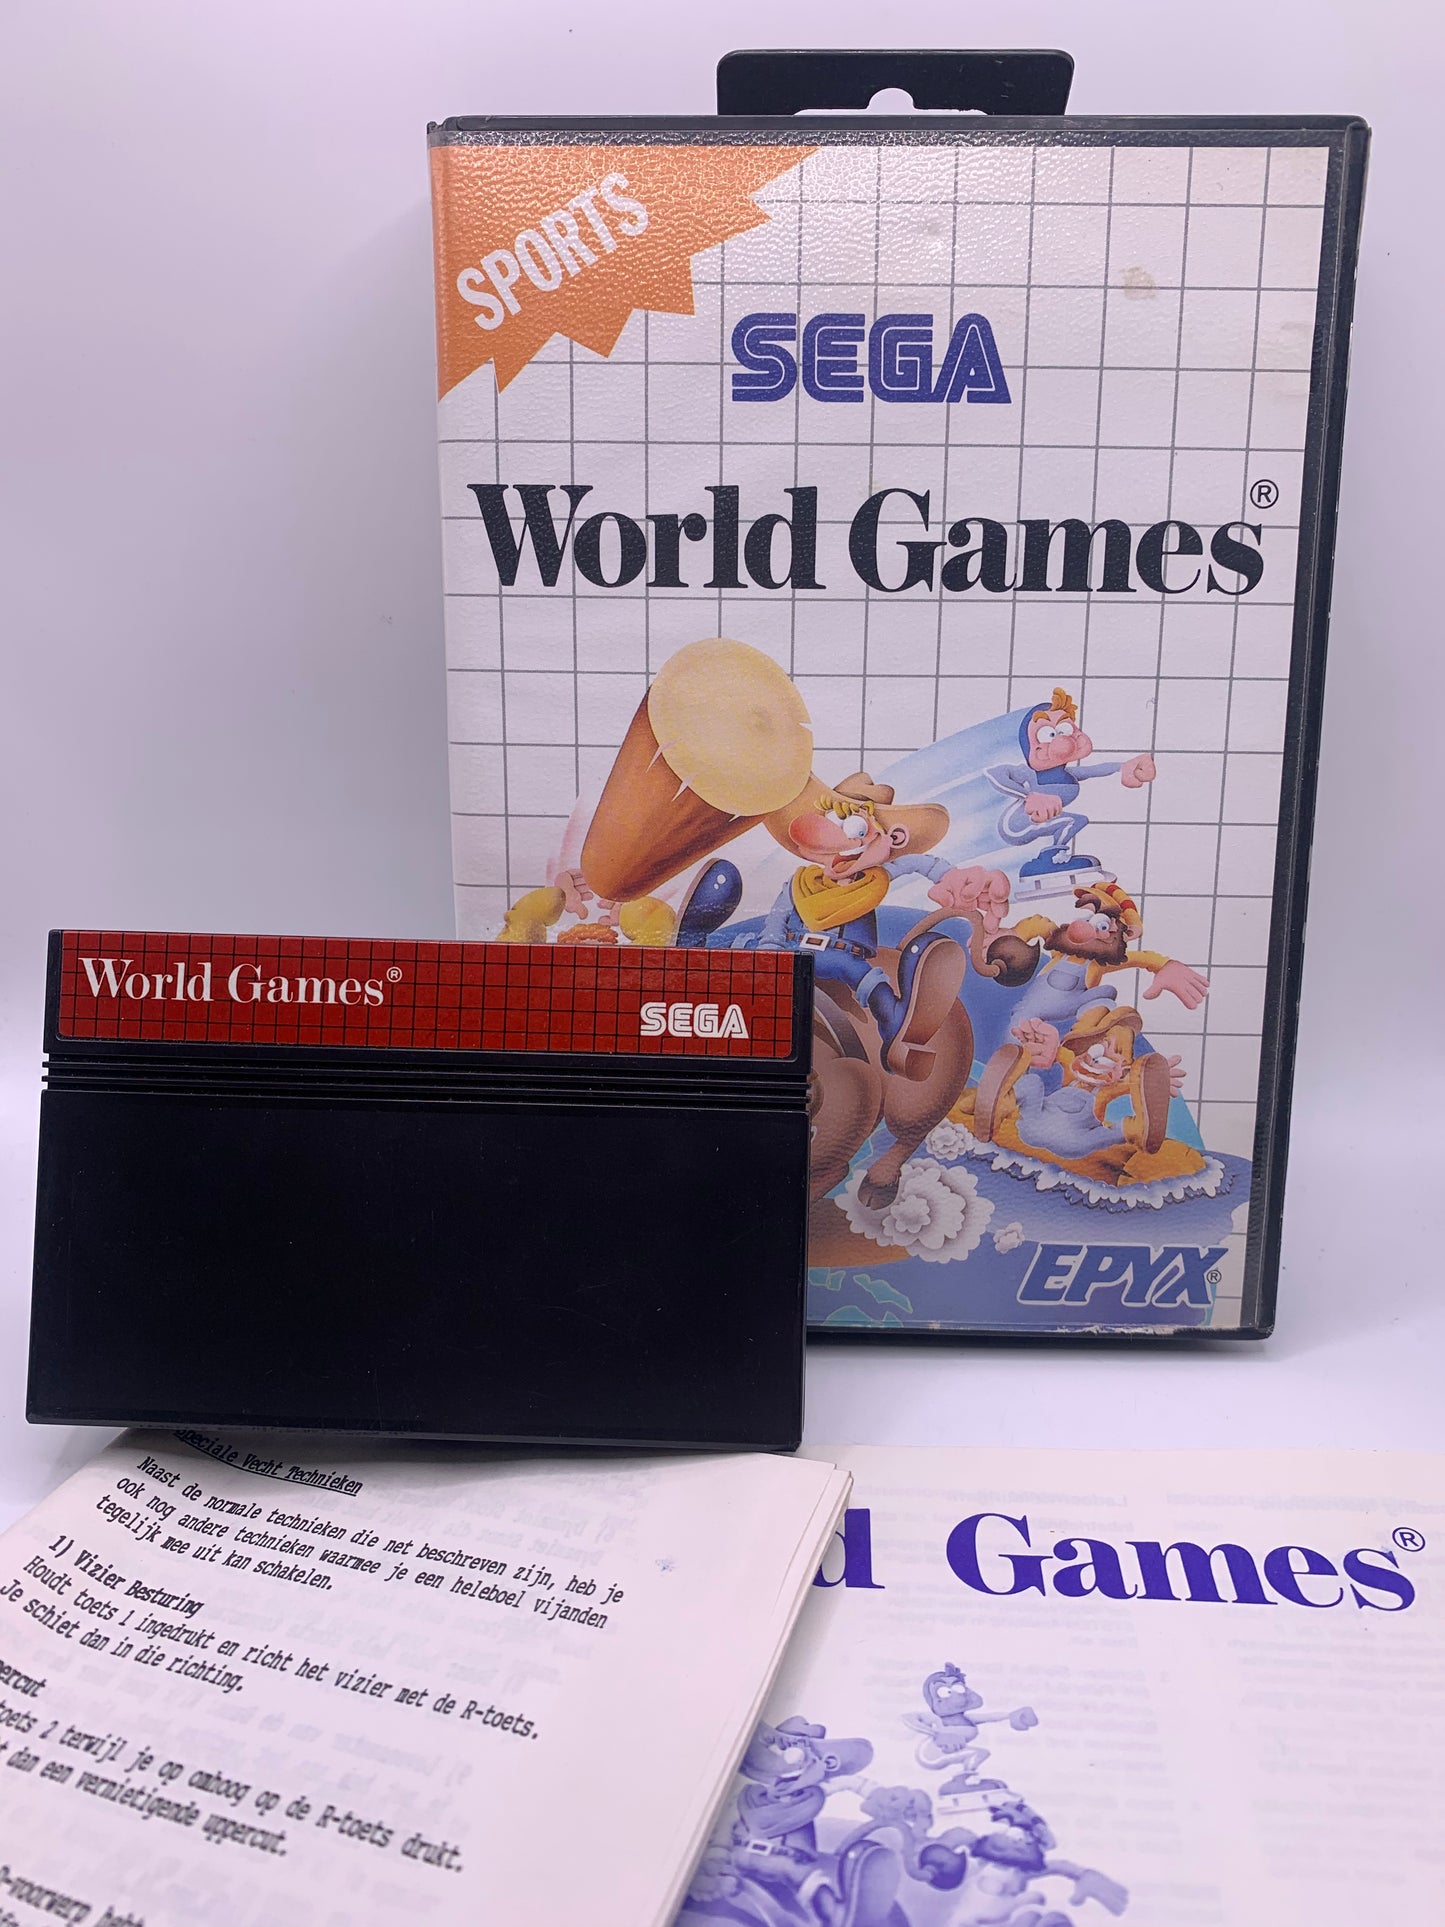 SPORTS
SEGA
World Games®
EPYX®
World Games®
SEGA
Speciale Vecht Technieken
Naast de normale technieken die net beschreven zijn, heb je
ook nog andere technieken waarmee je een heleboel vijanden
tegelijk mee uit kan schakelen.
1) Vizier Besturing
Houdt toets 1 ingedrukt en richt het vizier met de R-toets.
Je schiet dan in die richting.
percut
toets 2 terwijl je op omhoog op de R-toets drukt.
t dan een vernietigende uppercut.
d Games®